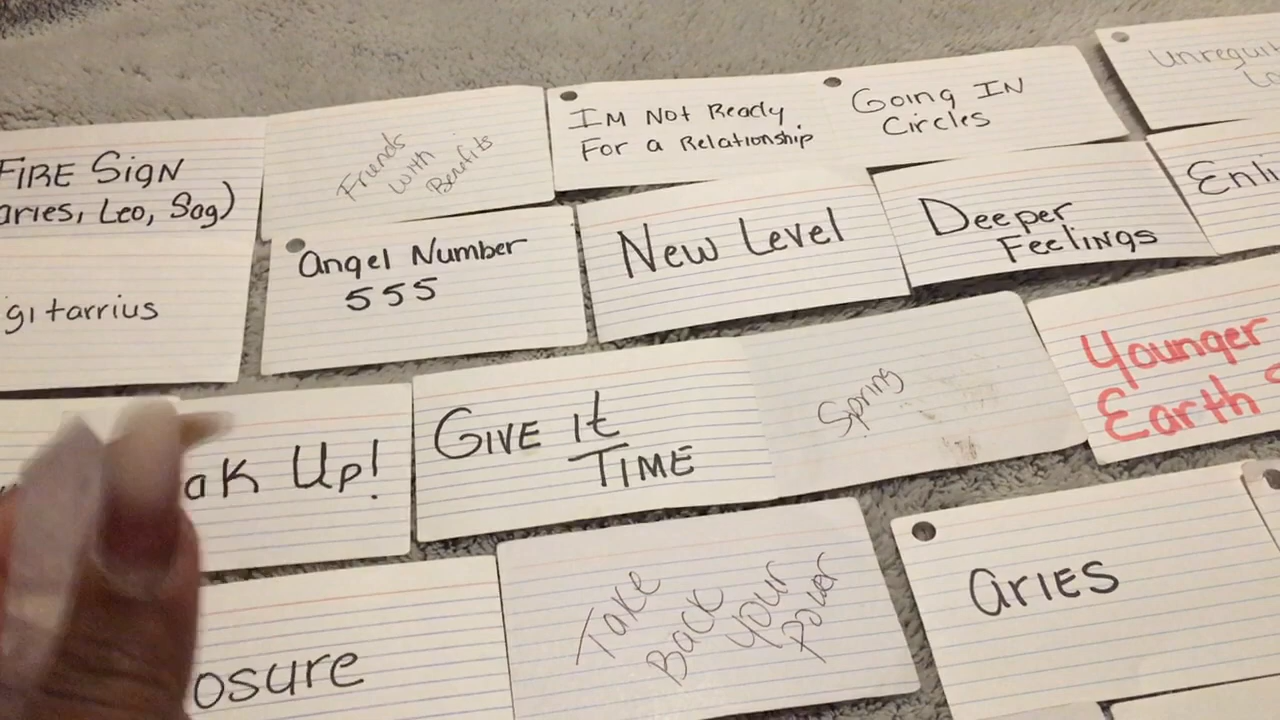 FIRE SIGN
aries, Leo, Sag)
Friends
with
Benefits
IM Not Ready
For a Relationship
Going IN
Circles
Angel Number
555
New Level
Deeper
Feelings
gitarrius
ak Up!
GIVE it
TIME
Spring
Younger
Earth
osure
Take
Back
your
Power
aries